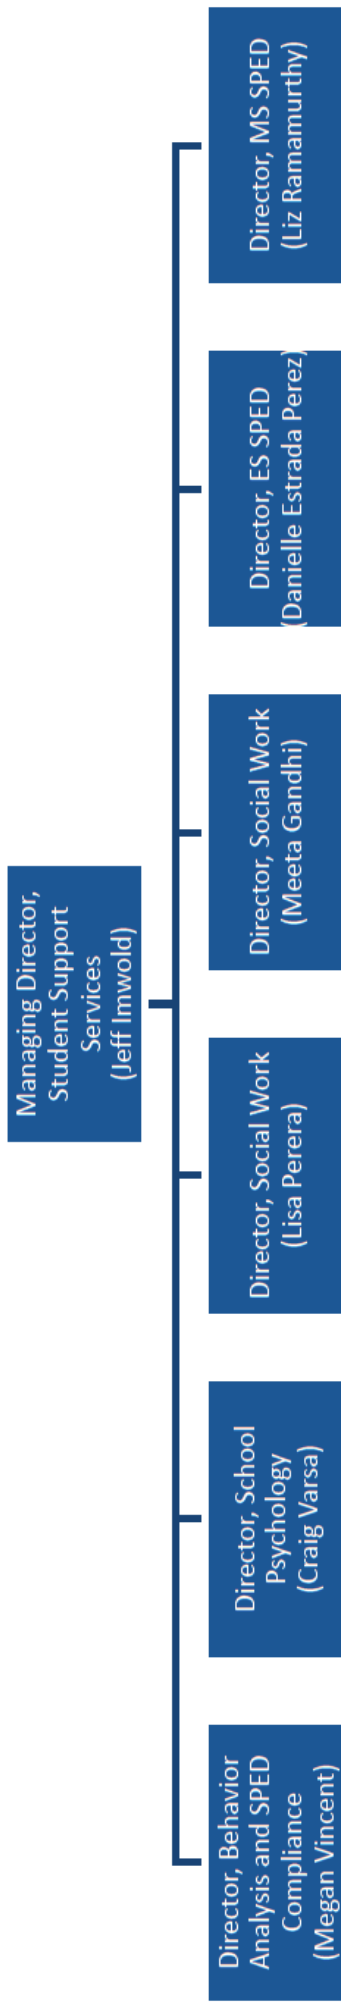 Managing Director,
Student Support
Services
(Jeff Imwold)
Director, Behavior
Analysis and SPED
Compliance
(Megan Vincent)
Director, School
Psychology
(Craig Varsa)
Director, Social Work
(Lisa Perera)
Director, Social Work
(Meeta Gandhi)
Director, ES SPED
(Danielle Estrada Perez)
Director, MS SPED
(Liz Ramamurthy)